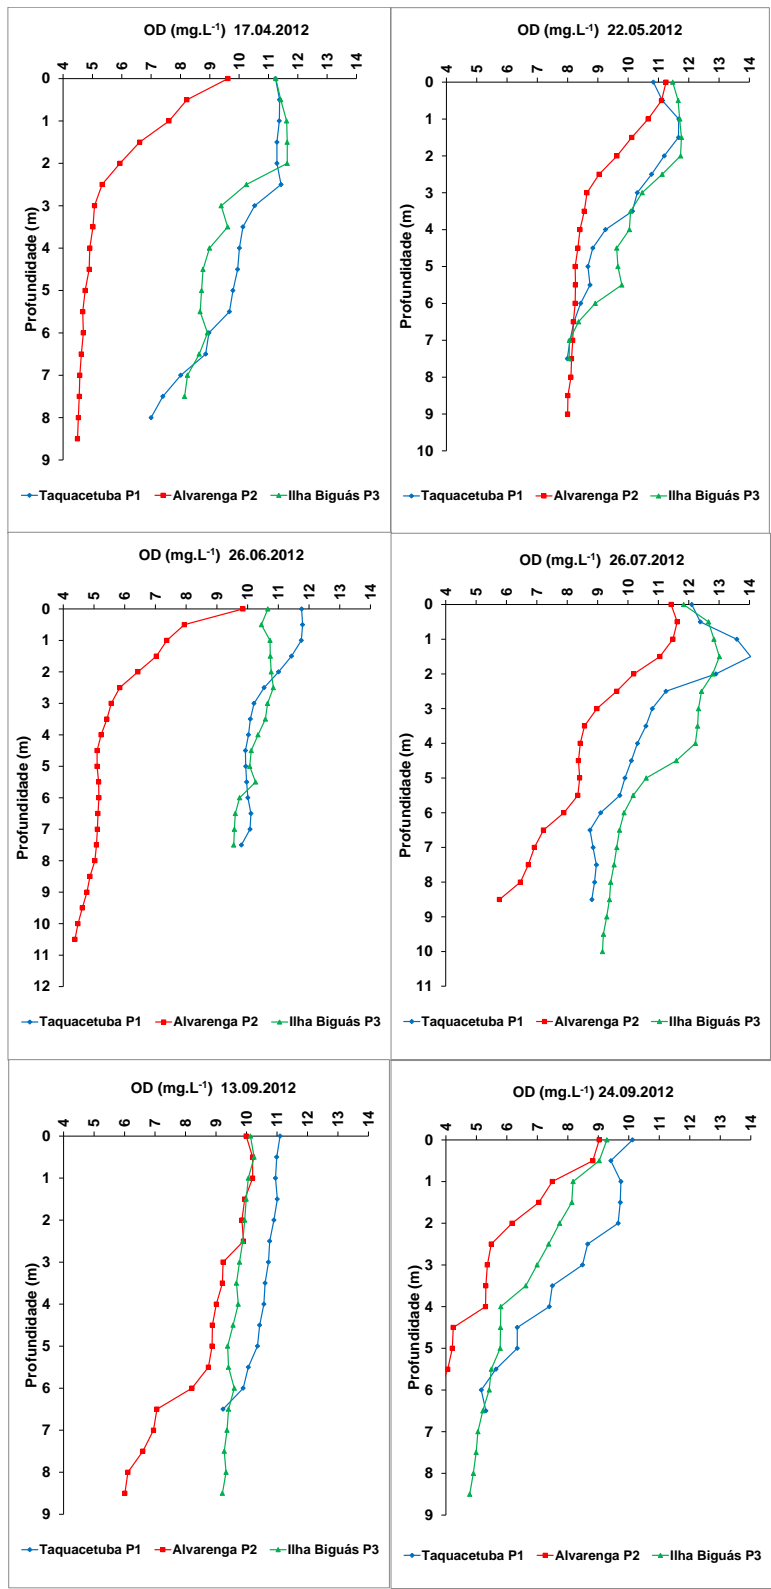 OD (mg.L⁻¹) 17.04.2012
4 5 6 7 8 9 10 11 12 13 14
0
1
2
3
4
5
6
7
8
9
Profundidade (m)
Taquacetuba P1 Alvarenga P2 Ilha Biguás P3
OD (mg.L⁻¹) 22.05.2012
4 5 6 7 8 9 10 11 12 13 14
0
1
2
3
4
5
6
7
8
9
10
Profundidade (m)
Taquacetuba P1 Alvarenga P2 Ilha Biguás P3
OD (mg.L⁻¹) 26.06.2012
4 5 6 7 8 9 10 11 12 13 14
0
1
2
3
4
5
6
7
8
9
10
11
12
Profundidade (m)
Taquacetuba P1 Alvarenga P2 Ilha Biguás P3
OD (mg.L⁻¹) 26.07.2012
4 5 6 7 8 9 10 11 12 13 14
0
1
2
3
4
5
6
7
8
9
10
11
Profundidade (m)
Taquacetuba P1 Alvarenga P2 Ilha Biguás P3
OD (mg.L⁻¹) 13.09.2012
4 5 6 7 8 9 10 11 12 13 14
0
1
2
3
4
5
6
7
8
9
Profundidade (m)
Taquacetuba P1 Alvarenga P2 Ilha Biguás P3
OD (mg.L⁻¹) 24.09.2012
4 5 6 7 8 9 10 11 12 13 14
0
1
2
3
4
5
6
7
8
9
Profundidade (m)
Taquacetuba P1 Alvarenga P2 Ilha Biguás P3